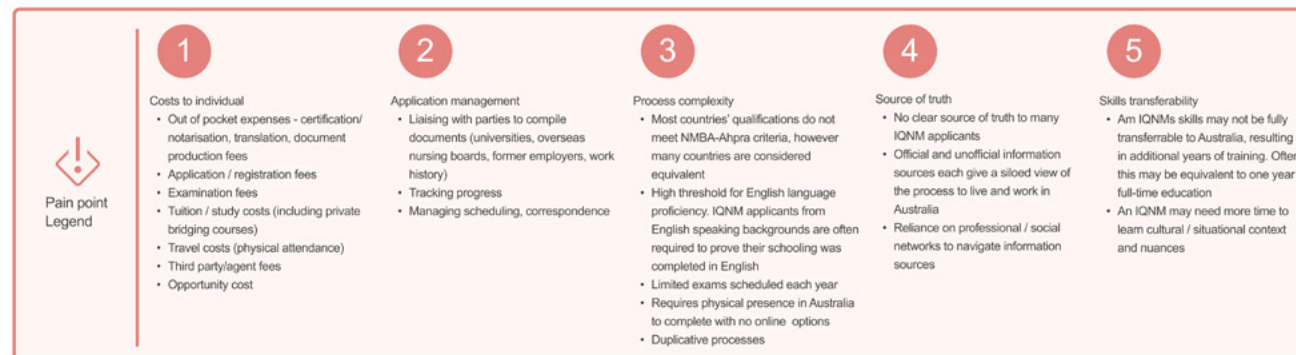 Pain point
Legend
1
Costs to individual
• Out of pocket expenses - certification/
notarisation, translation, document
production fees
• Application / registration fees
• Examination fees
• Tuition / study costs (including private
bridging courses)
• Travel costs (physical attendance)
• Third party/agent fees
• Opportunity cost
2
Application management
• Liaising with parties to compile
documents (universities, overseas
nursing boards, former employers, work
history)
• Tracking progress
• Managing scheduling, correspondence
3
Process complexity
• Most countries' qualifications do not
meet NMBA-Ahpra criteria, however
many countries are considered
equivalent
• High threshold for English language
proficiency. IQNM applicants from
English speaking backgrounds are often
required to prove their schooling was
completed in English
• Limited exams scheduled each year
• Requires physical presence in Australia
to complete with no online options
• Duplicative processes
4
Source of truth
• No clear source of truth to many
IQNM applicants
• Official and unofficial information
sources each give a siloed view of
the process to live and work in
Australia
• Reliance on professional / social
networks to navigate information
sources
5
Skills transferability
• Am IQNMs skills may not be fully
transferrable to Australia, resulting
in additional years of training. Often
this may be equivalent to one year
full-time education
• An IQNM may need more time to
learn cultural / situational context
and nuances